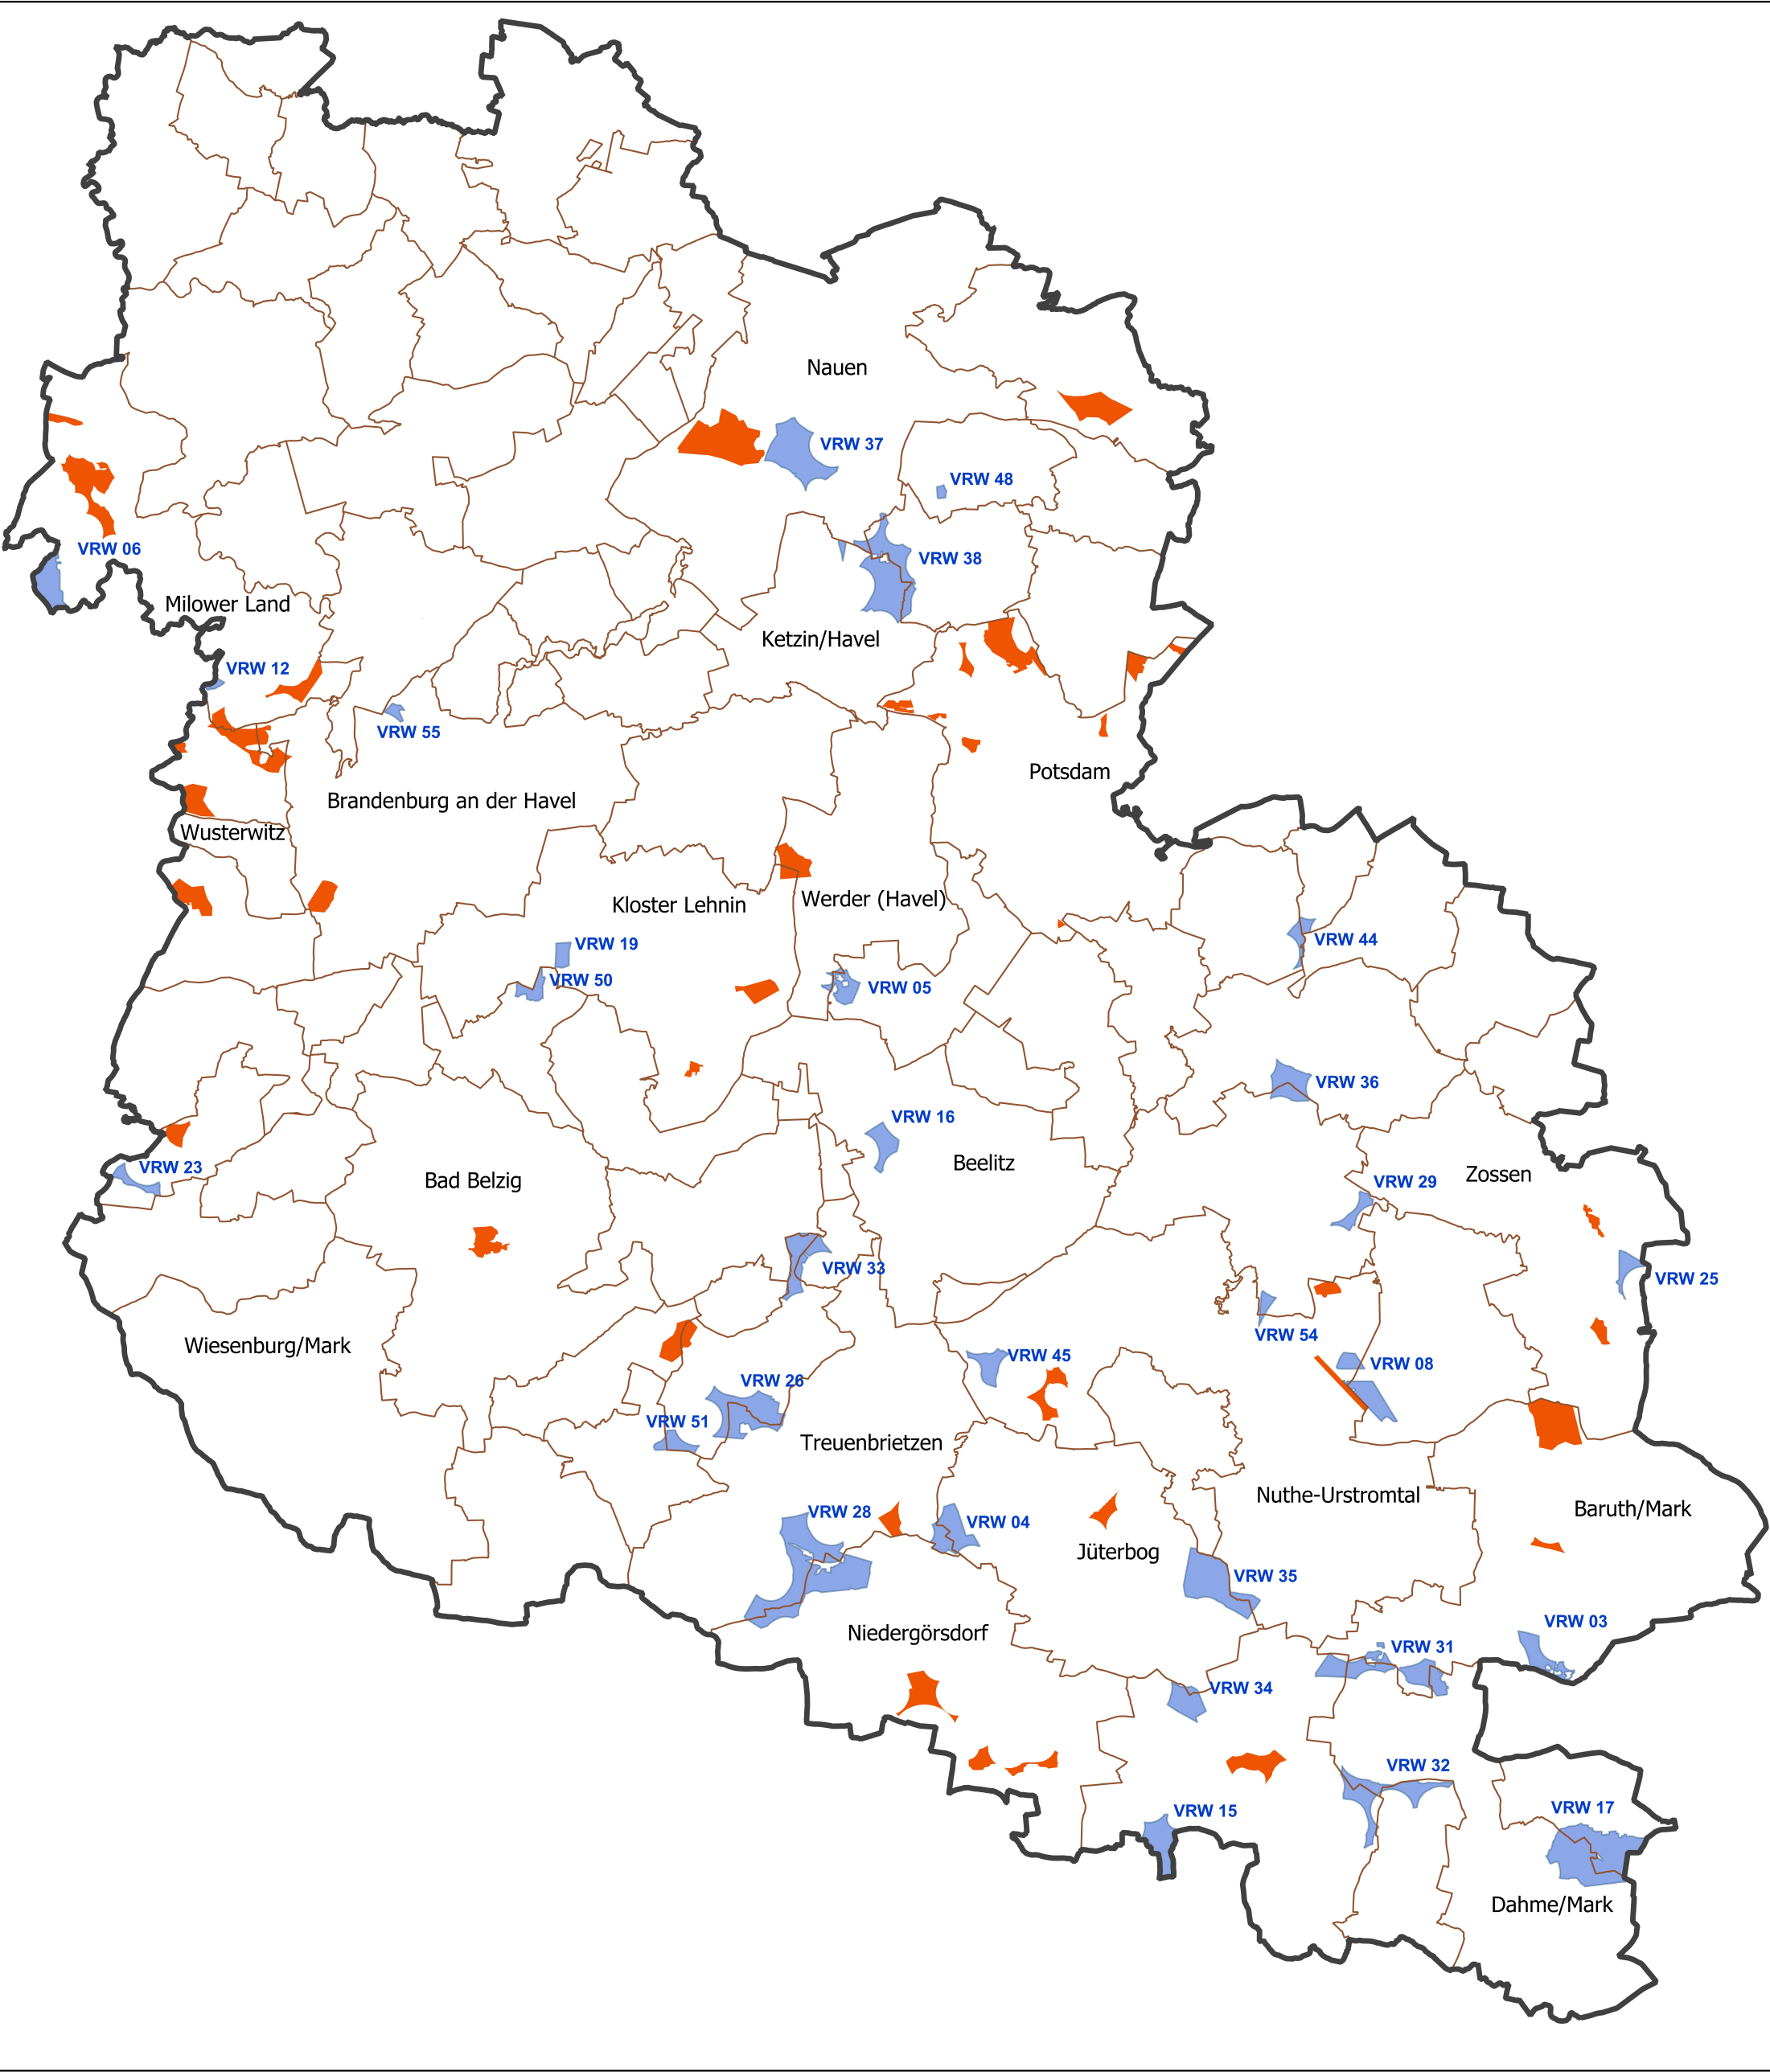 Nauen
VRW 37
VRW 48
VRW 06
VRW 38
Milower Land
Ketzin/Havel
VRW 12
VRW 55
Potsdam
Brandenburg an der Havel
Wusterwitz
Kloster Lehnin
Werder (Havel)
VRW 19
VRW 44
VRW 50
VRW 05
VRW 36
VRW 16
Beelitz
VRW 23
Bad Belzig
Zossen
VRW 29
VRW 33
VRW 25
VRW 54
Wiesenburg/Mark
VRW 45
VRW 08
VRW 26
VRW 51
Treuenbrietzen
Nuthe-Urstromtal
Baruth/Mark
VRW 28
VRW 04
Jüterbog
VRW 35
VRW 03
Niedergörsdorf
VRW 31
VRW 34
VRW 32
VRW 15
VRW 17
Dahme/Mark